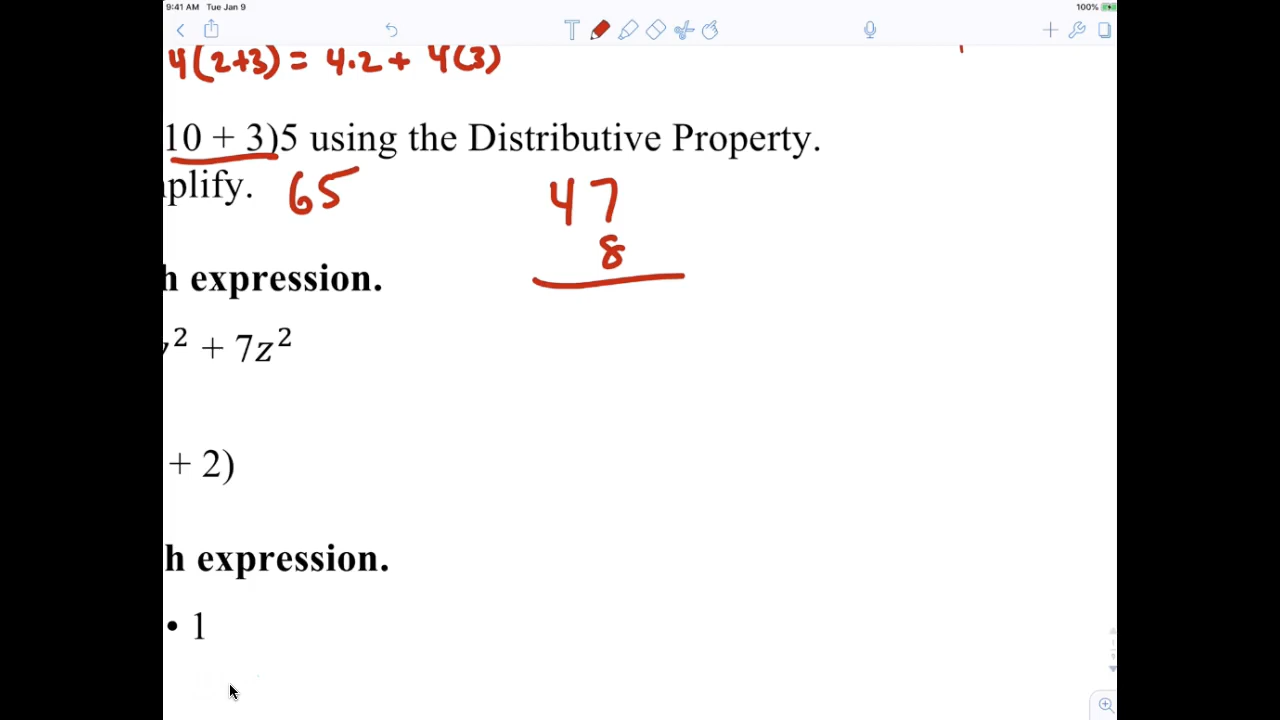 9:41 AM Tue Jan 9 100%
4(2+3) = 4·2 + 4(3)
10 + 3)5 using the Distributive Property.
plify. 65
47
8
h expression.
² + 7z²
+ 2)
h expression.
• 1